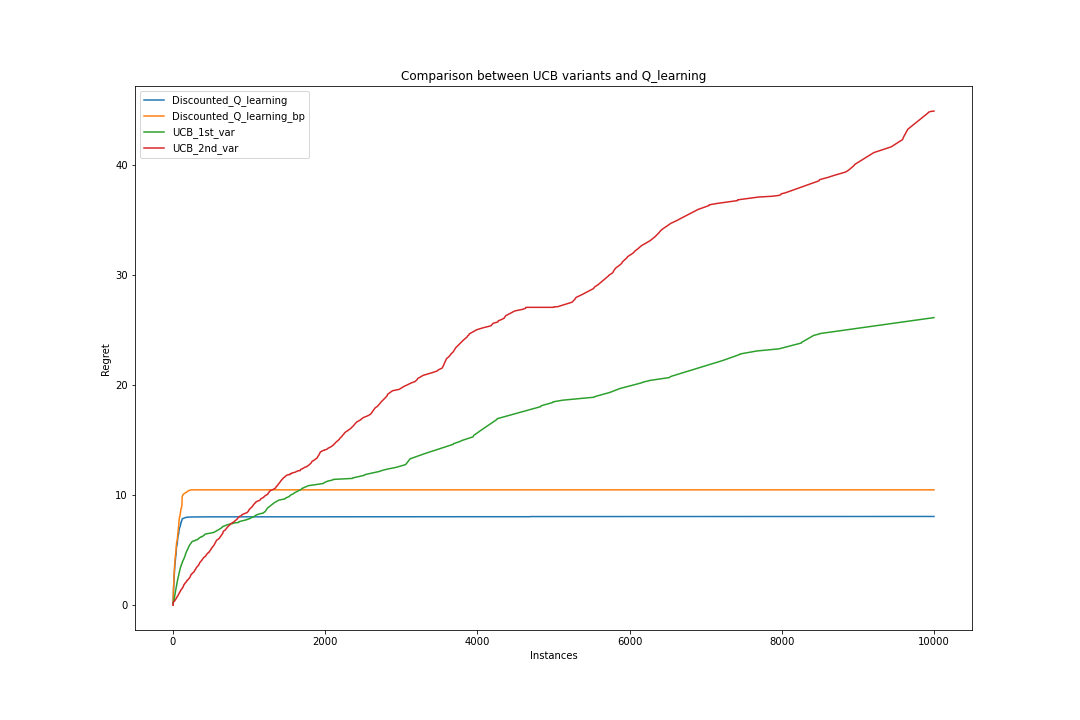 Comparison between UCB variants and Q_learning
Discounted_Q_learning
Discounted_Q_learning_bp
UCB_1st_var
UCB_2nd_var
40
30
20
10
0
Regret
0 2000 4000 6000 8000 10000
Instances